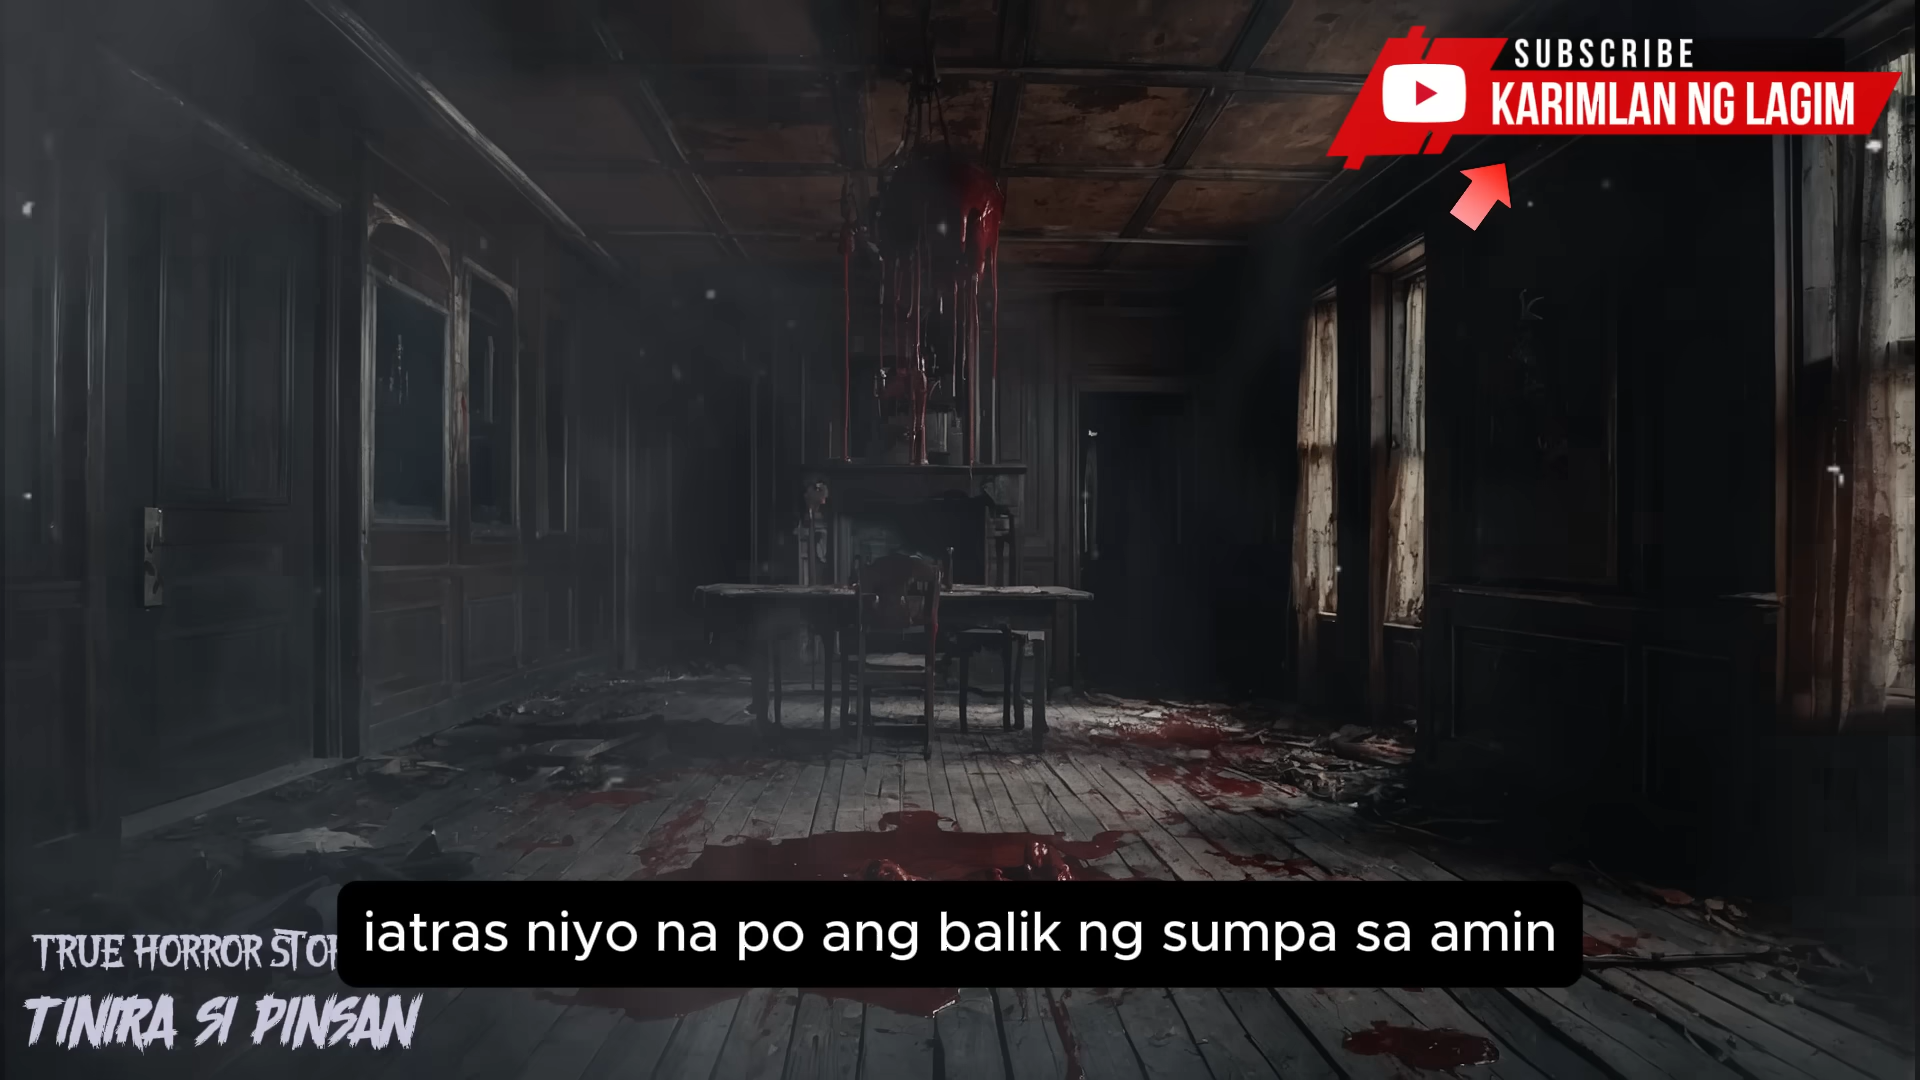 SUBSCRIBE
KARIMLAN NG LAGIM
TRUE HORROR
iatras niyo na po ang balik ng sumpa sa amin
TINIRA SI PINSAN